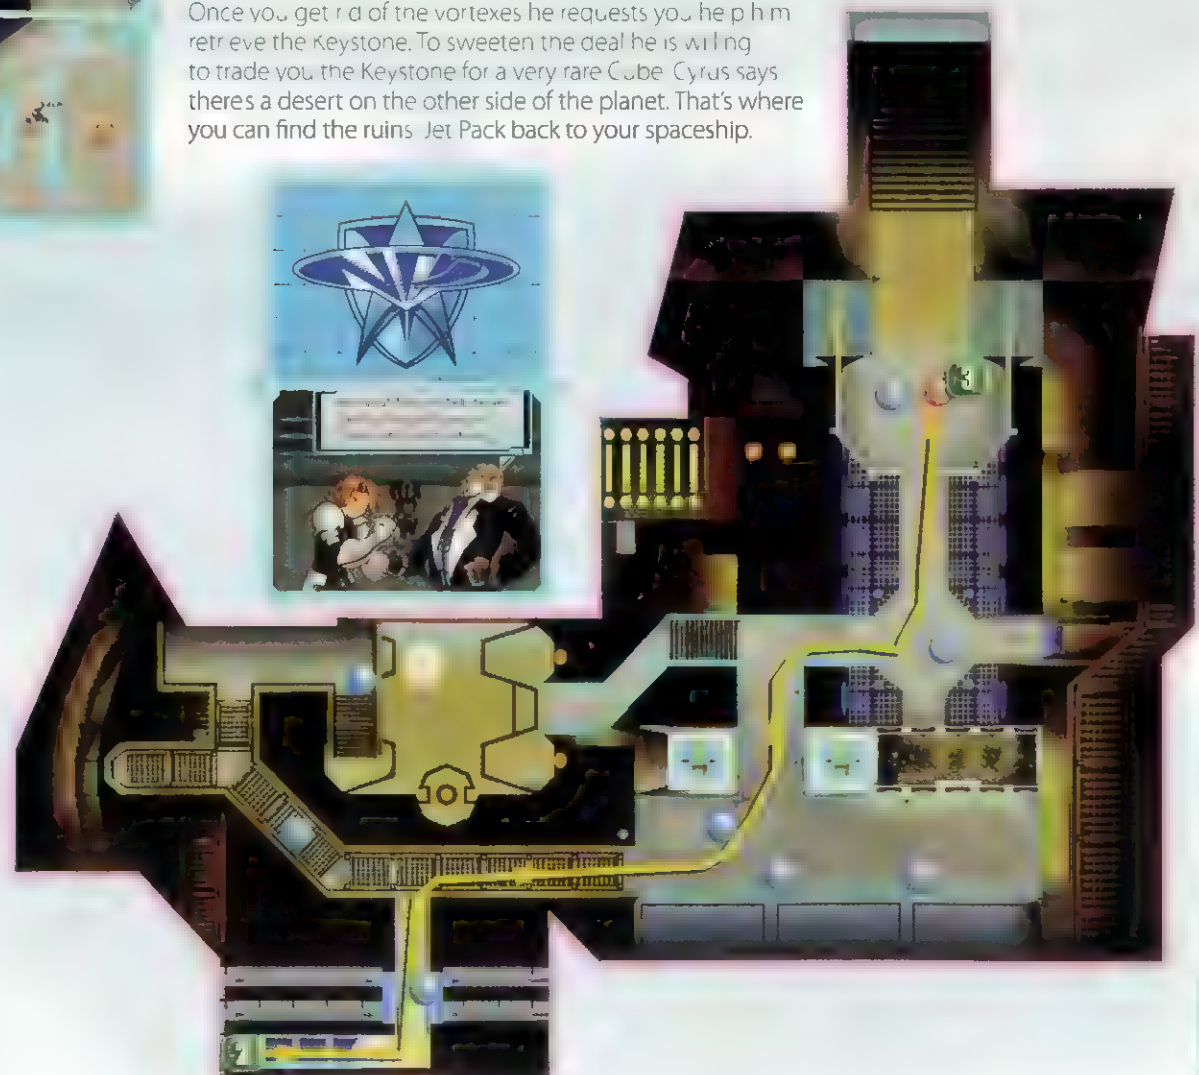 Once you get rid of the vortexes he requests you help him
retrieve the Keystone. To sweeten the deal he is willing
to trade you the Keystone for a very rare Cube Cyrus says
theres a desert on the other side of the planet. That's where
you can find the ruins Jet Pack back to your spaceship.
3
2